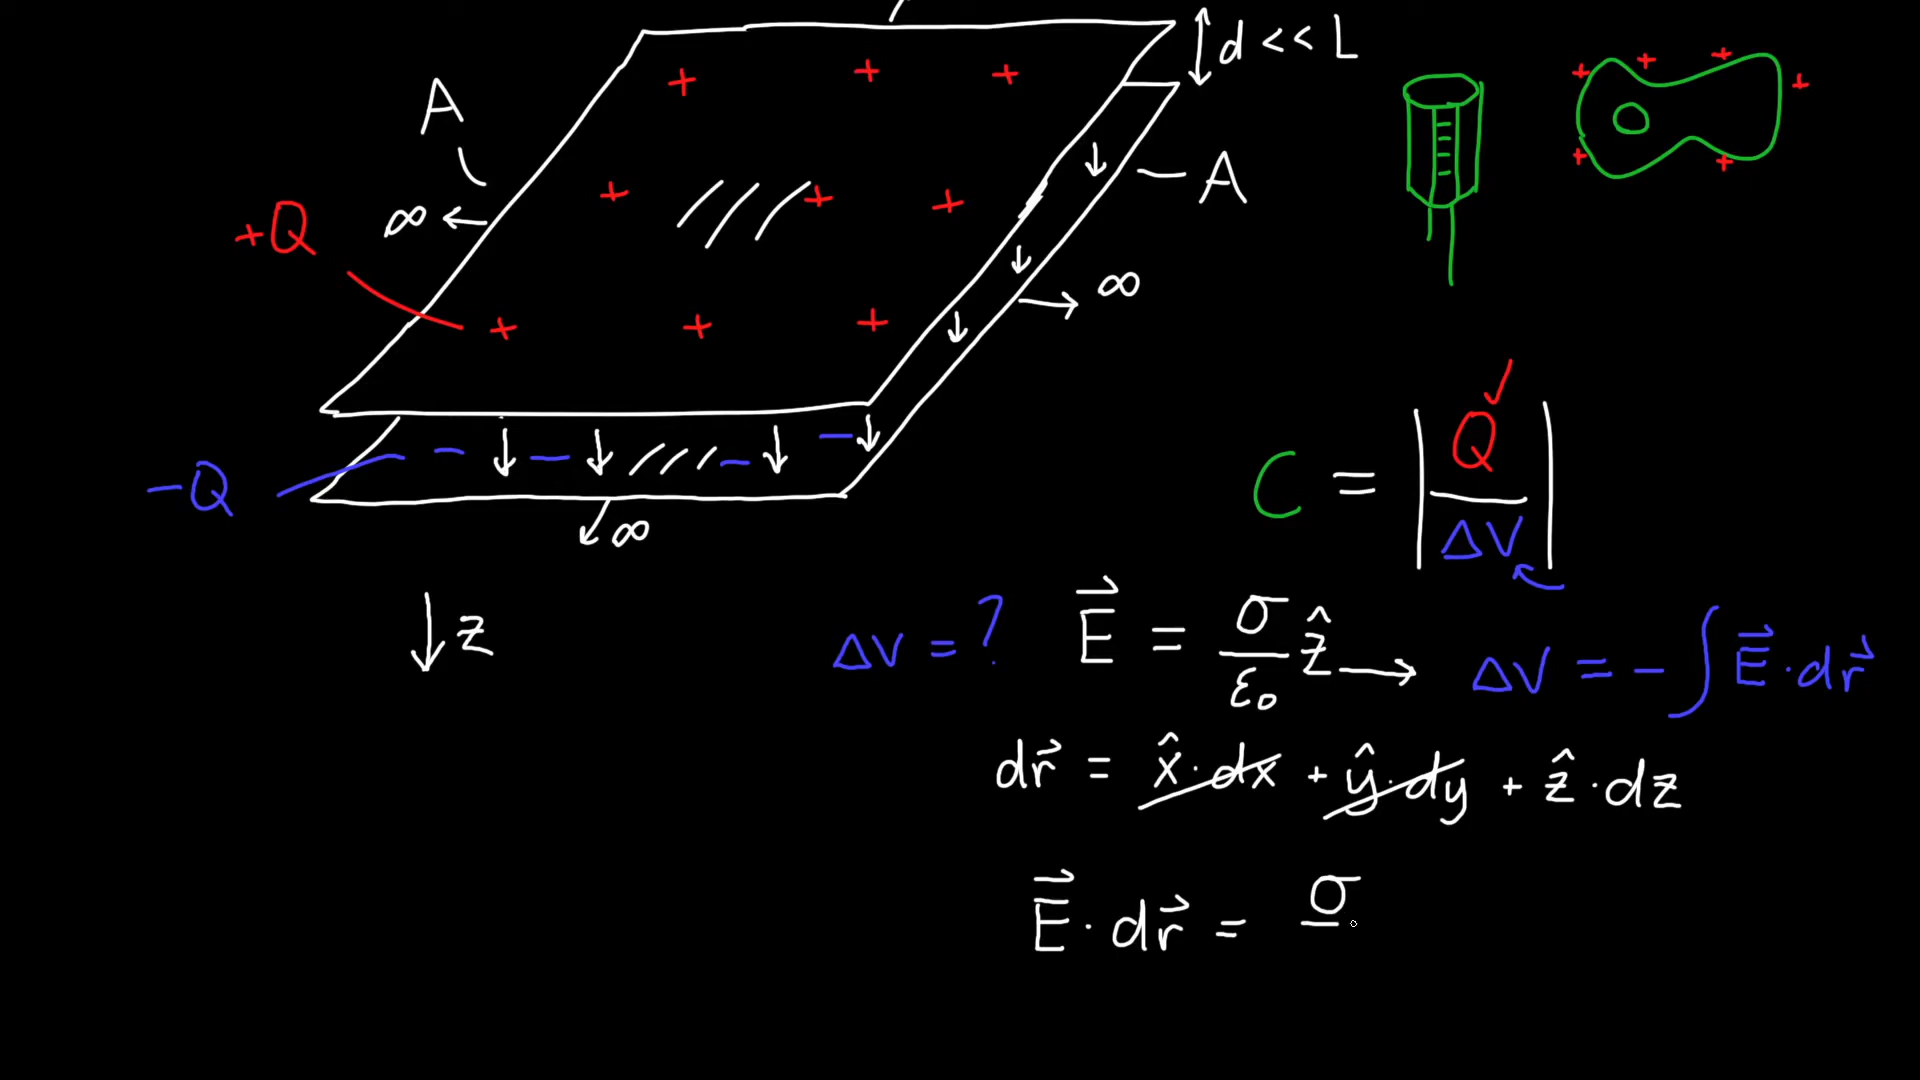 d << L
A
A
+Q
∞
∞
-Q
∞
C = |Q / ΔV|
z
ΔV = ?
E⃗ = σ/ε₀ ẑ → ΔV = - ∫ E⃗ · dr⃗
dr⃗ = x̂ · dx + ŷ · dy + ẑ · dz
E⃗ · dr⃗ = σ